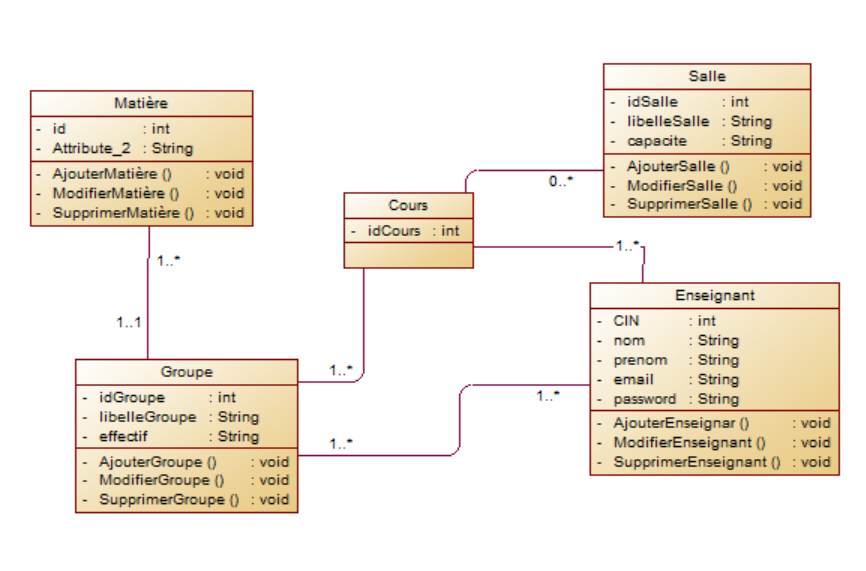 Matière
- id : int
- Attribute_2 : String
- AjouterMatière () : void
- ModifierMatière () : void
- SupprimerMatière () : void
1..*
1..1
Groupe
- idGroupe : int
- libelleGroupe : String
- effectif : String
- AjouterGroupe () : void
- ModifierGroupe () : void
- SupprimerGroupe () : void
1..*
1..*
Cours
- idCours : int
Salle
- idSalle : int
- libelleSalle : String
- capacite : String
- AjouterSalle () : void
- ModifierSalle () : void
- SupprimerSalle () : void
0..*
1..*
Enseignant
- CIN : int
- nom : String
- prenom : String
- email : String
- password : String
- AjouterEnseignar () : void
- ModifierEnseignant () : void
- SupprimerEnseignant () : void
1..*